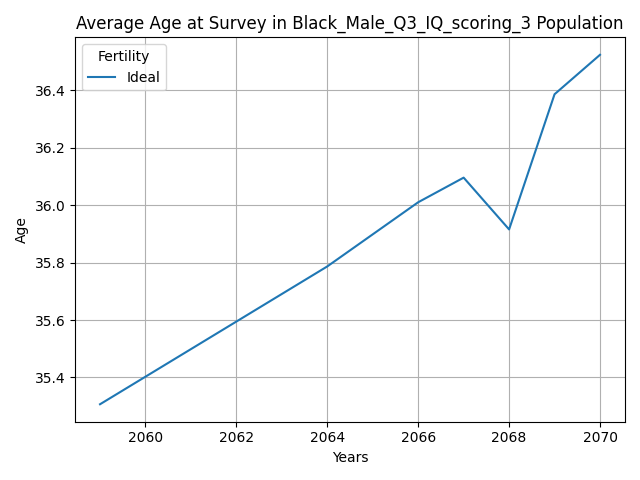 Average Age at Survey in Black_Male_Q3_IQ_scoring_3 Population
Fertility
Ideal
36.4
36.2
36.0
35.8
35.6
35.4
Age
2060 2062 2064 2066 2068 2070
Years